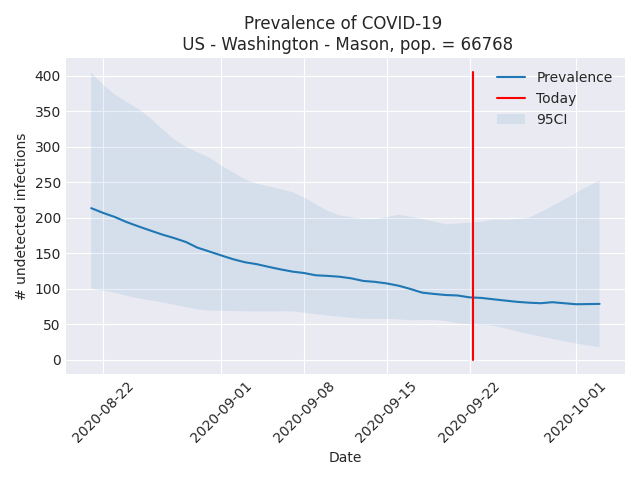 Prevalence of COVID-19
US - Washington - Mason, pop. = 66768
Prevalence
Today
95CI
400
350
300
250
200
150
100
50
0
# undetected infections
2020-08-22
2020-09-01
2020-09-08
2020-09-15
2020-09-22
2020-10-01
Date